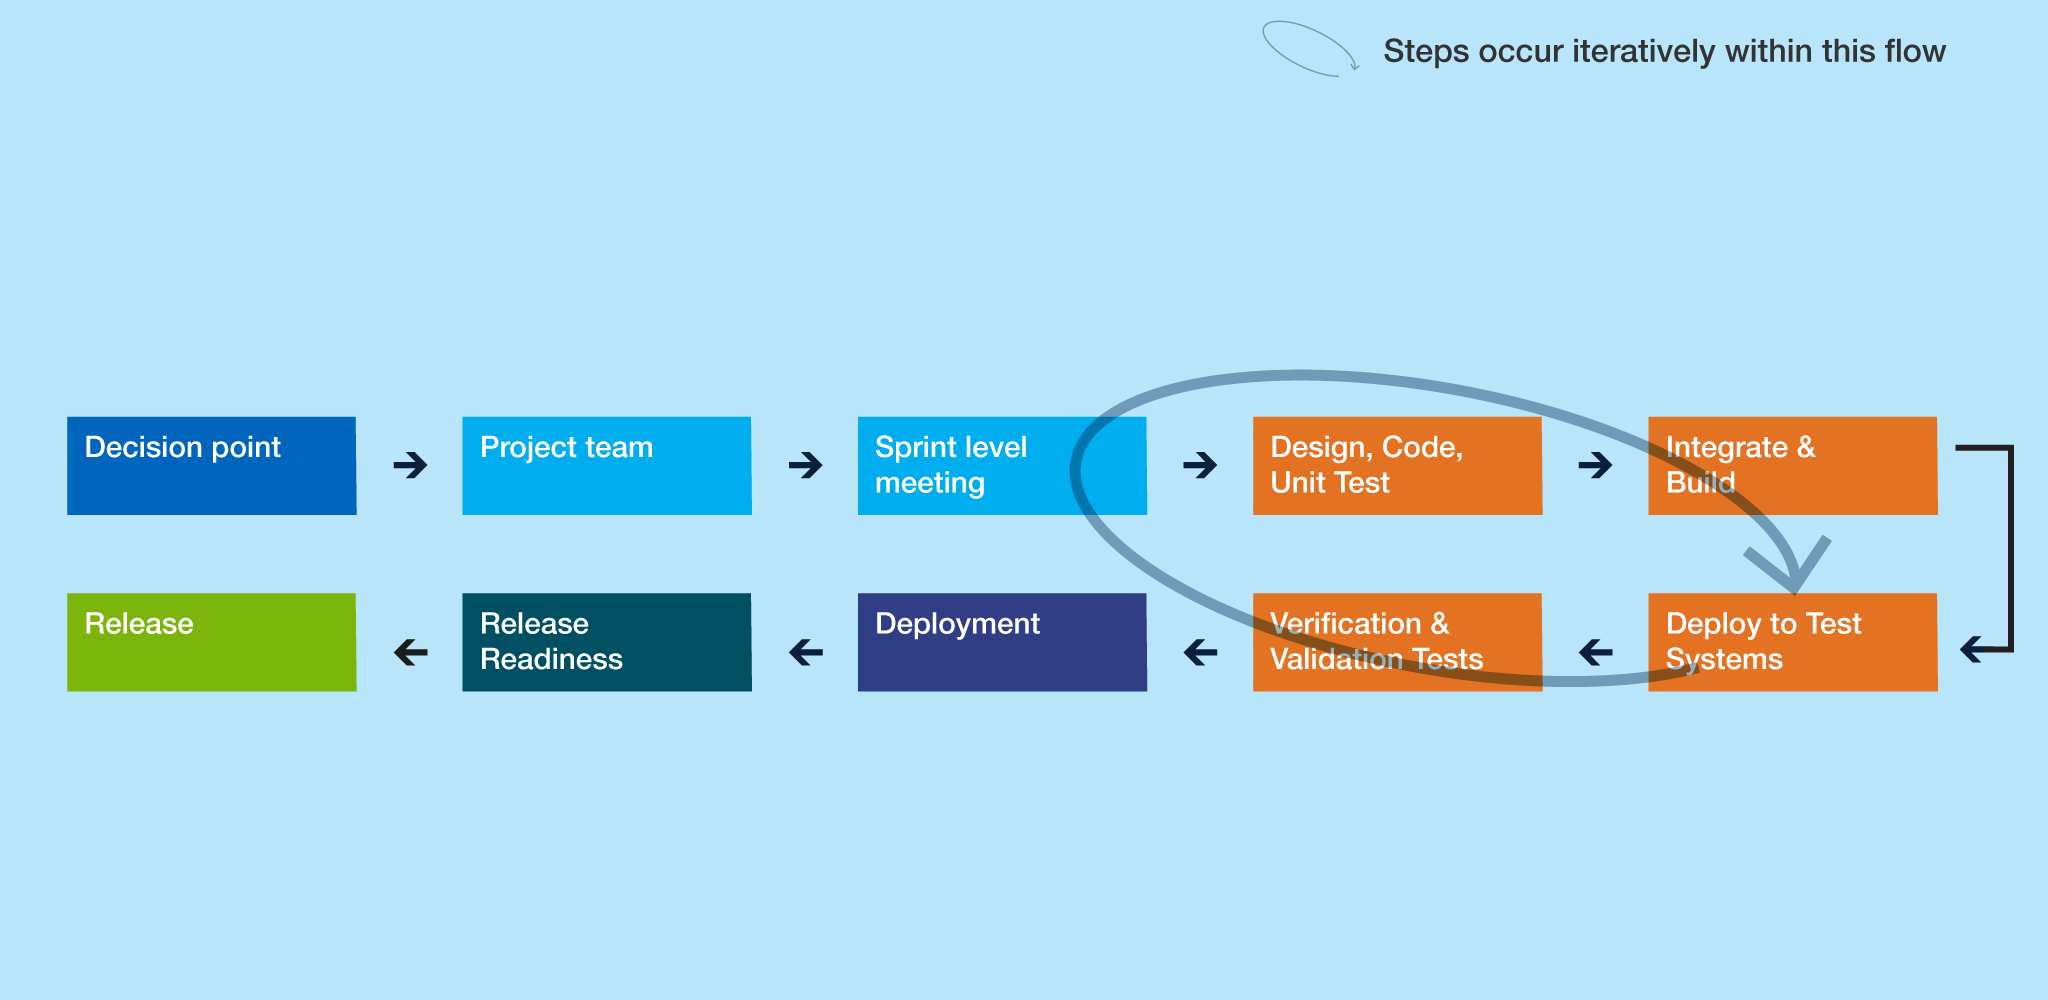 Steps occur iteratively within this flow
Decision point
Project team
Sprint level
meeting
Design, Code,
Unit Test
Integrate &
Build
Release
Release
Readiness
Deployment
Verification &
Validation Tests
Deploy to Test
Systems